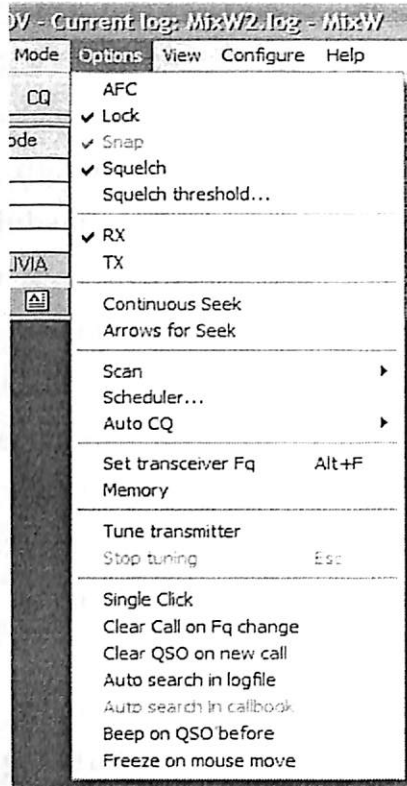 - Current log: MixW2.log - MixW
Mode Options View Configure Help
CQ
AFC
Lock
Snap
Squelch
Squelch threshold...
RX
TX
Continuous Seek
Arrows for Seek
Scan
Scheduler...
Auto CQ
Set transceiver Fq Alt+F
Memory
Tune transmitter
Stop tuning Esc
Single Click
Clear Call on Fq change
Clear QSO on new call
Auto search in logfile
Auto search in callbook
Beep on QSO before
Freeze on mouse move